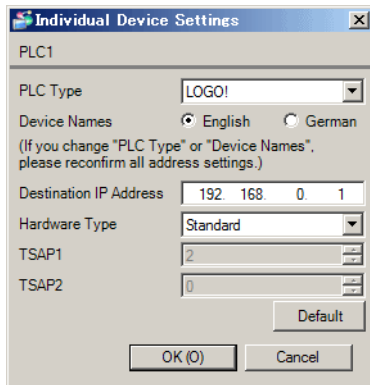 Individual Device Settings
PLC1
PLC Type LOGO!
Device Names English German
(If you change "PLC Type" or "Device Names",
please reconfirm all address settings.)
Destination IP Address 192. 168. 0. 1
Hardware Type Standard
TSAP1 2
TSAP2 0
Default
OK (O) Cancel